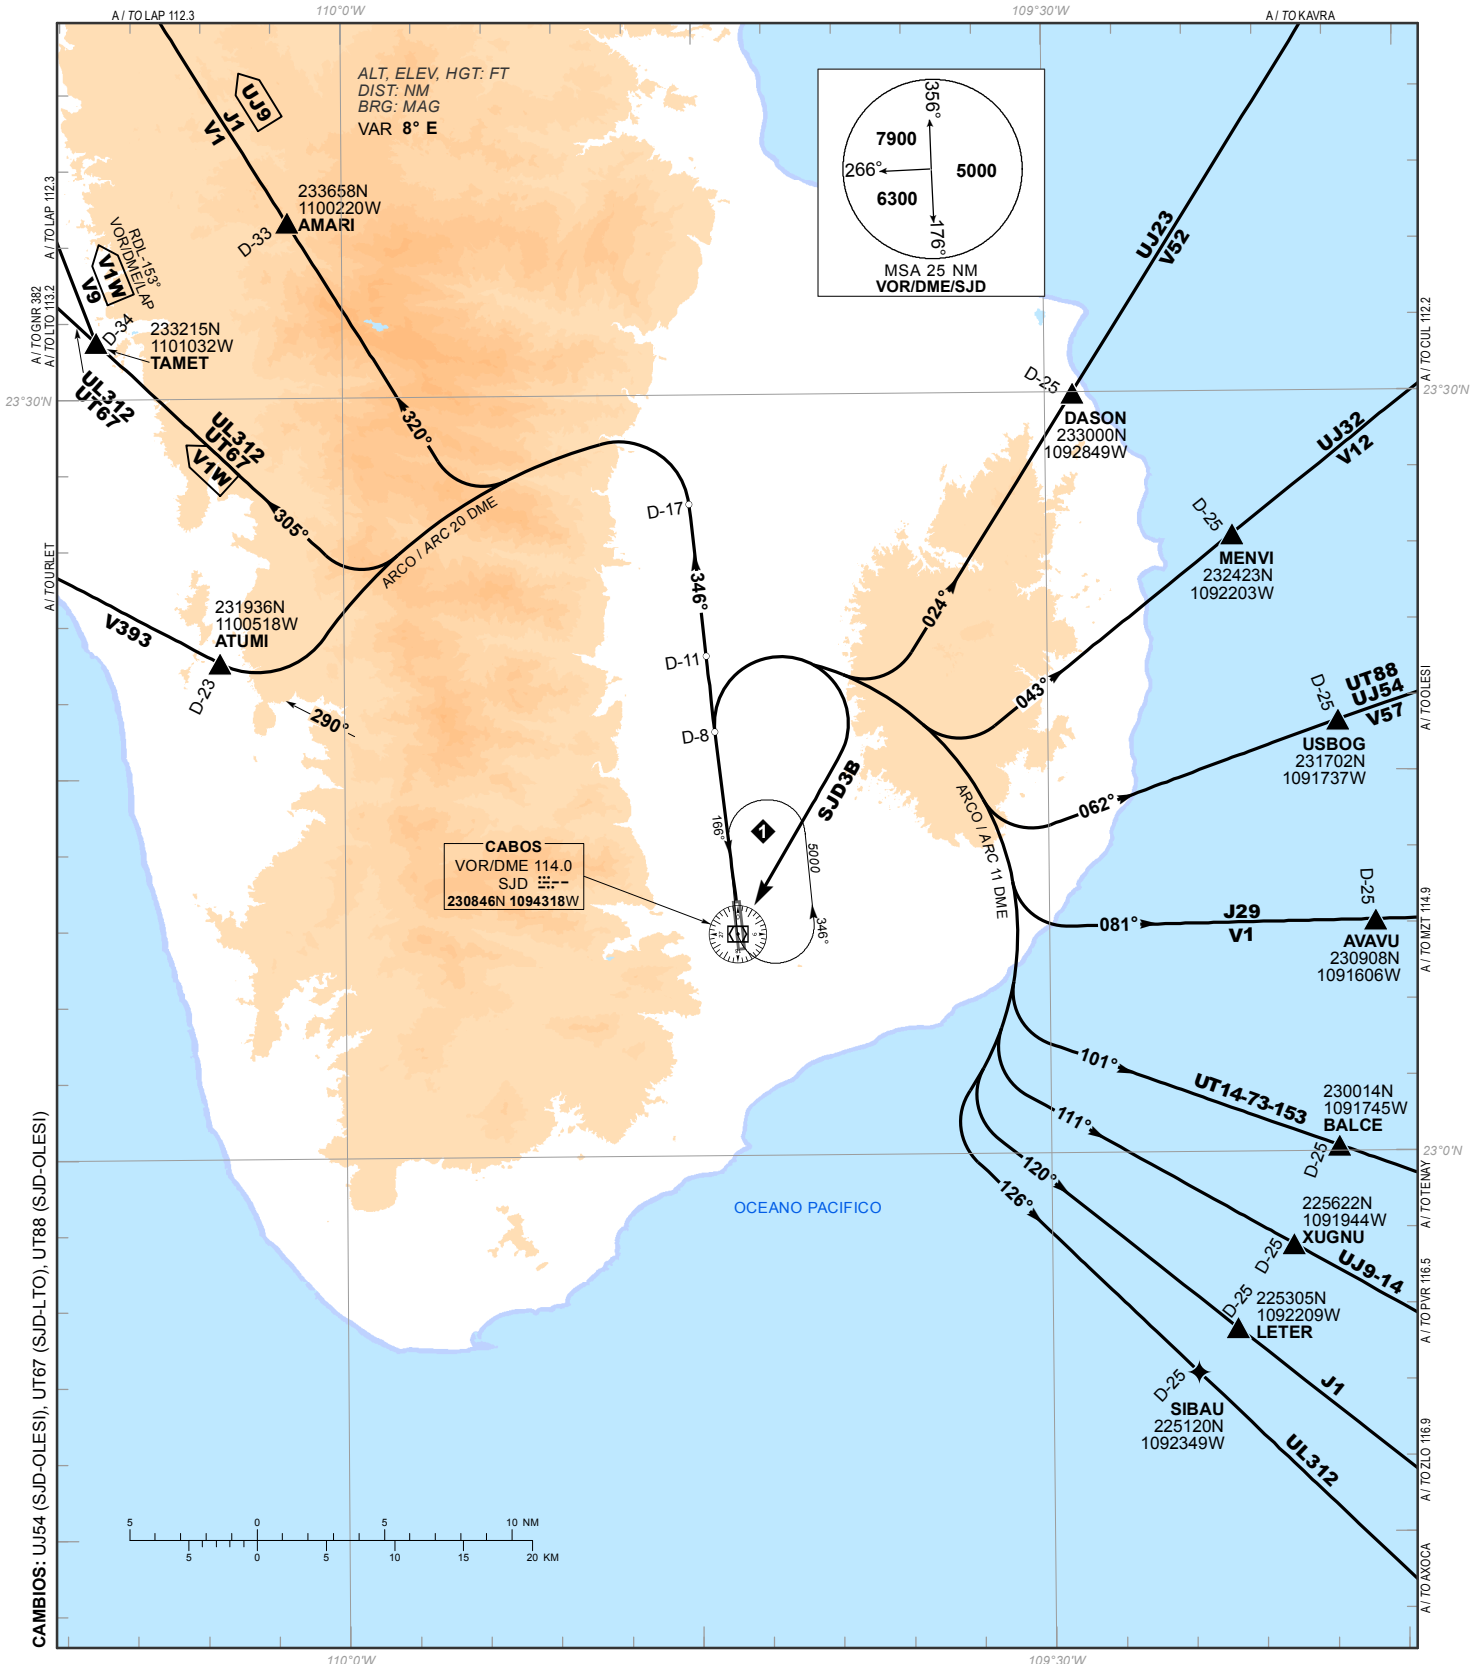 A / TO LAP 112.3
110°0'W
109°30'W
A / TO KAVRA
ALT, ELEV, HGT: FT
DIST: NM
BRG: MAG
VAR 8° E
UJ9
J1
V1
233658N
1100220W
AMARI
D-33
356°
7900
266°
5000
6300
176°
MSA 25 NM
VOR/DME/SJD
UJ23
V52
A / TO LAP 112.3
RDL-153°
VOR/DME/LAP
V1W
V9
A / TO GNR 382
A / TO LTO 113.2
D-34
233215N
1101032W
TAMET
UL312
UT67
23°30'N
UL312
UT67
V1W
320°
305°
ARCO / ARC 20 DME
D-17
346°
D-11
D-8
A / TO CUL 112.2
23°30'N
D-25
DASON
233000N
1092849W
UJ32
V12
D-25
MENVI
232423N
1092203W
024°
043°
A / TO URLET
V393
231936N
1100518W
ATUMI
D-23
290°
A / TO OLESI
UT88
UJ54
V57
D-25
USBOG
231702N
1091737W
062°
SJD3B
ARCO / ARC 11 DME
1
166°
5000
346°
CABOS
VOR/DME 114.0
SJD
230846N 1094318W
081°
J29
V1
D-25
AVAVU
230908N
1091606W
A / TO MZT 114.9
101°
UT14-73-153
230014N
1091745W
BALCE
D-25
23°0'N
A / TO TENAY
111°
120°
126°
225622N
1091944W
XUGNU
D-25
UJ9-14
A / TO PVR 116.5
OCEANO PACIFICO
D-25
225305N
1092209W
LETER
J1
D-25
SIBAU
225120N
1092349W
UL312
A / TO ZLO 116.9
A / TO AXOCA
5 0 5 10 NM
5 0 5 10 15 20 KM
CAMBIOS: UJ54 (SJD-OLESI), UT67 (SJD-LTO), UT88 (SJD-OLESI)
110°0'W
109°30'W